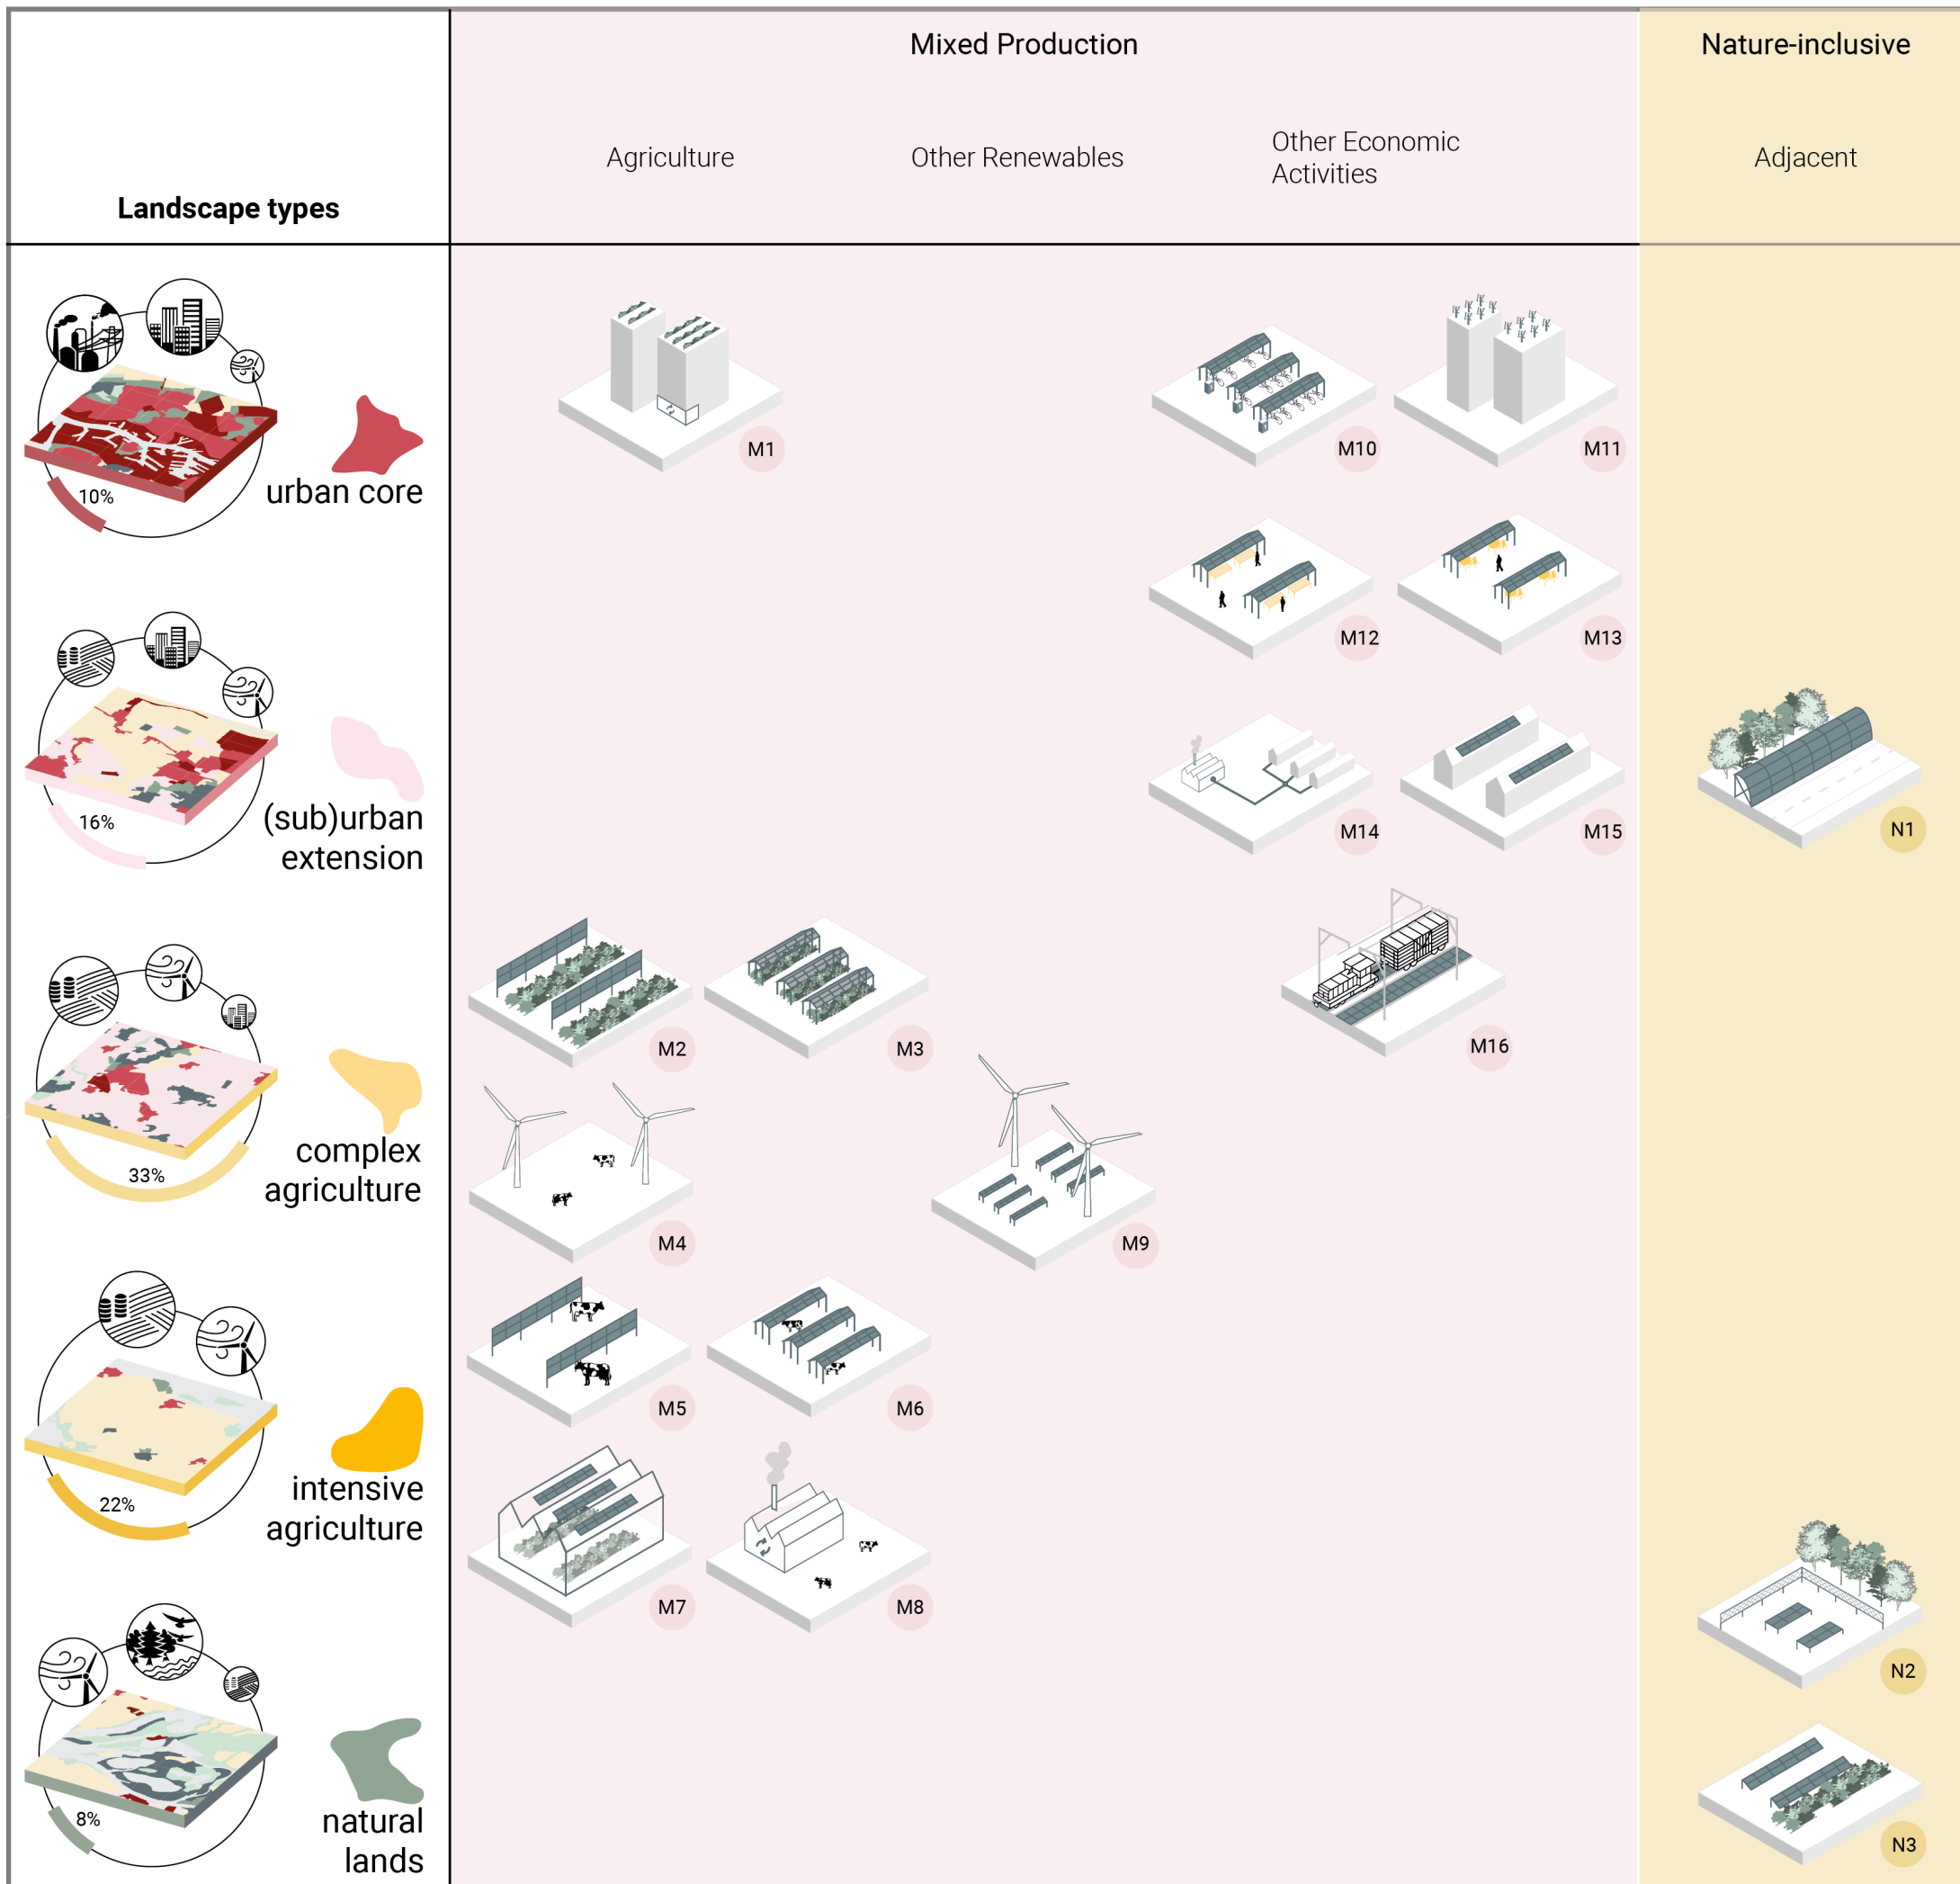 Mixed Production
Nature-inclusive
Agriculture
Other Renewables
Other Economic
Activities
Adjacent
Landscape types
10%
urban core
M1
M10
M11
M12
M13
16%
(sub)urban
extension
M14
M15
N1
33%
complex
agriculture
M2
M3
M16
M4
M9
22%
intensive
agriculture
M5
M6
M7
M8
N2
8%
natural
lands
N3